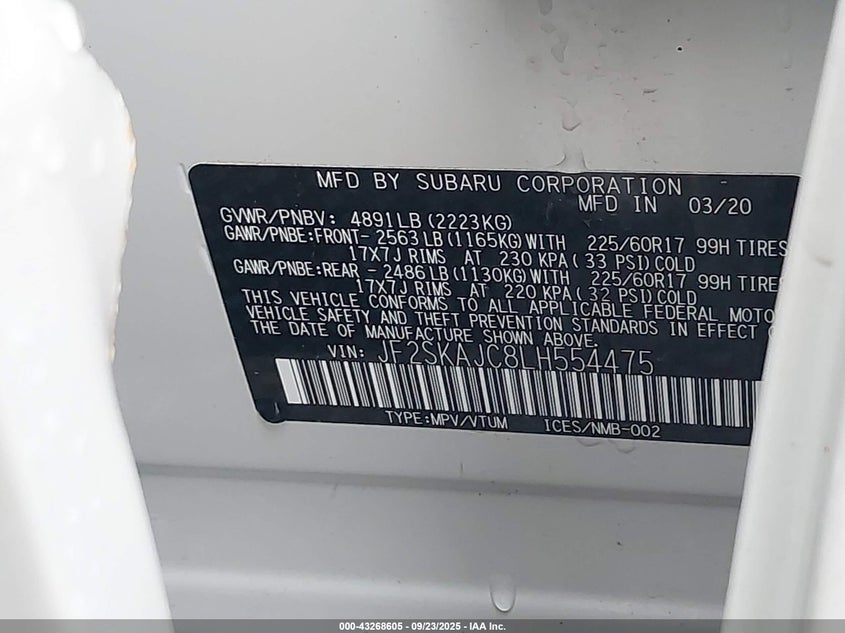 MFD BY SUBARU CORPORATION
MFD IN 03/20
GVWR/PNBV: 4891LB (2223KG)
GAWR/PNBE:FRONT- 2563 LB (1165KG) WITH 225/60R17 99H TIRES
17X7J RIMS AT 230 KPA ( 33 PSI) COLD
GAWR/PNBE:REAR - 2486 LB (1130KG) WITH 225/60R17 99H TIRES
17X7J RIMS AT 220 KPA ( 32 PSI) COLD
THIS VEHICLE CONFORMS TO ALL APPLICABLE FEDERAL MOTO
VEHICLE SAFETY AND THEFT PREVENTION STANDARDS IN EFFECT
THE DATE OF MANUFACTURE SHOWN ABOVE.
VIN: JF2SKAJC8LH554475
TYPE:MPV/VTUM ICES/NMB-002
000-43268605 - 09/23/2025 - IAA Inc.